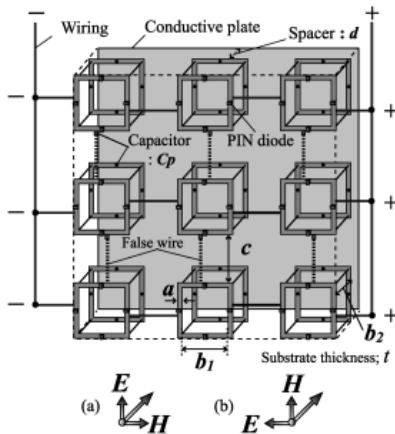 − +
Wiring
Conductive plate
Spacer : d
−
+
Capacitor
: Cp
PIN diode
−
+
False wire
c
a
−
+
b1
b2
Substrate thickness; t
(a) E H
(b) H E